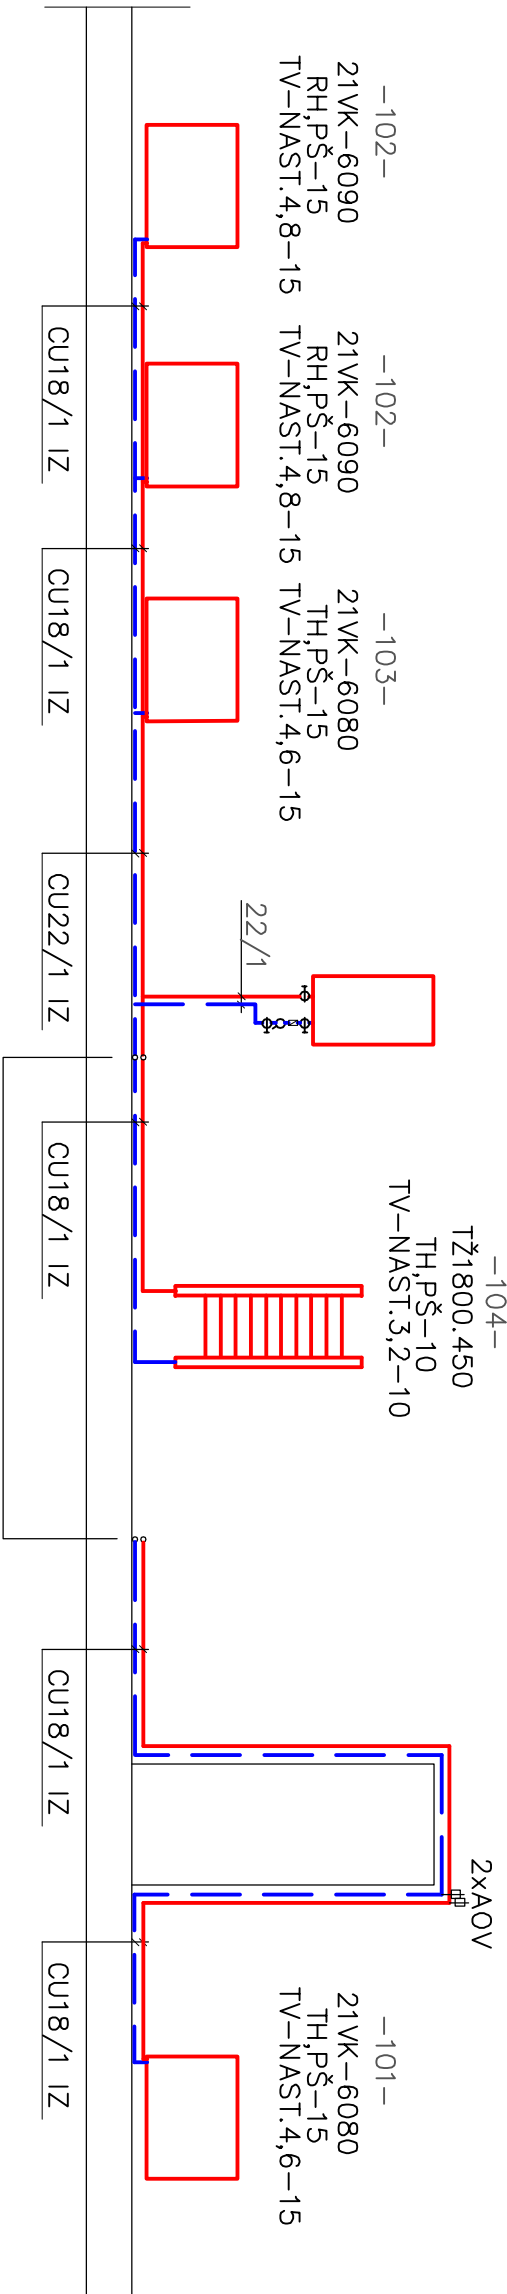 -102-
21VK-6090
RH,PŠ-15
TV-NAST.4,8-15
-102-
21VK-6090
RH,PŠ-15
TV-NAST.4,8-15
-103-
21VK-6080
TH,PŠ-15
TV-NAST.4,6-15
22/1
-104-
TŽ1800.450
TH,PŠ-10
TV-NAST.3,2-10
2xAOV
-101-
21VK-6080
TH,PŠ-15
TV-NAST.4,6-15
CU18/1 IZ
CU18/1 IZ
CU22/1 IZ
CU18/1 IZ
CU18/1 IZ
CU18/1 IZ